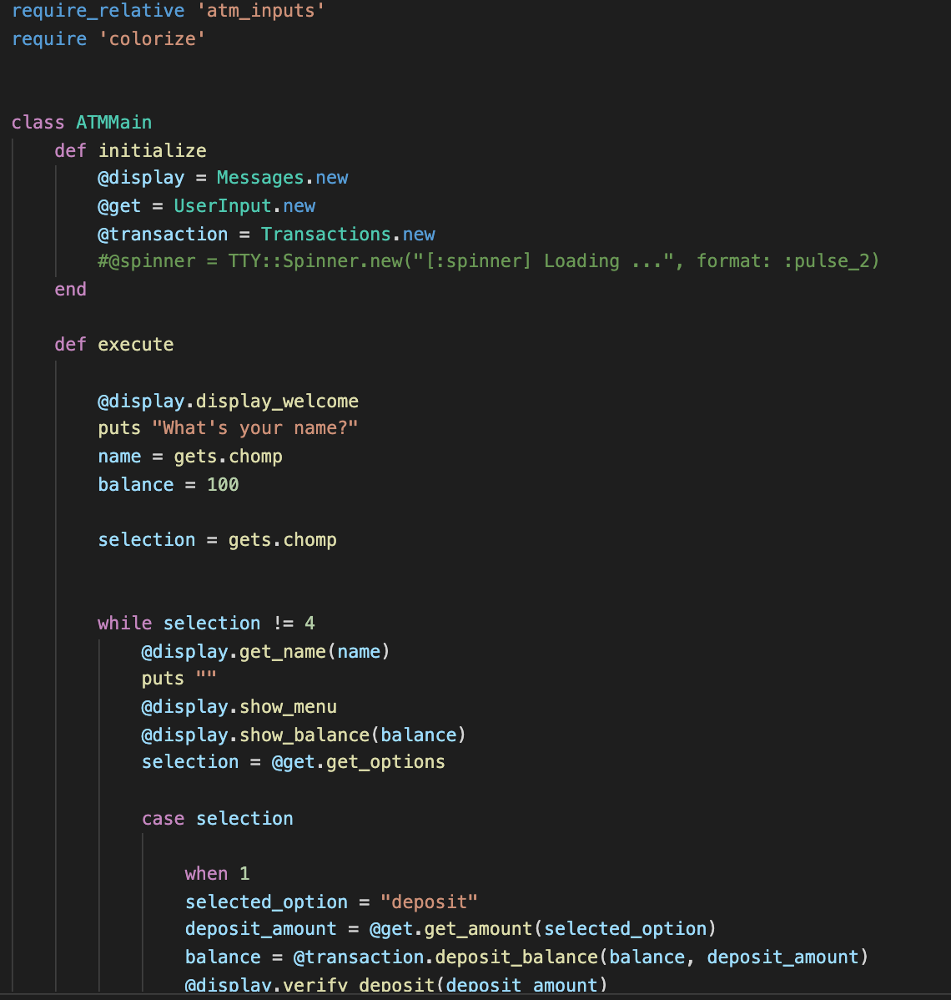 require_relative 'atm_inputs'
require 'colorize'
class ATMMain
def initialize
@display = Messages.new
@get = UserInput.new
@transaction = Transactions.new
#@spinner = TTY::Spinner.new("[:spinner] Loading ...", format: :pulse_2)
end
def execute
@display.display_welcome
puts "What's your name?"
name = gets.chomp
balance = 100
selection = gets.chomp
while selection != 4
@display.get_name(name)
puts ""
@display.show_menu
@display.show_balance(balance)
selection = @get.get_options
case selection
when 1
selected_option = "deposit"
deposit_amount = @get.get_amount(selected_option)
balance = @transaction.deposit_balance(balance, deposit_amount)
@display.verify_deposit(deposit_amount)